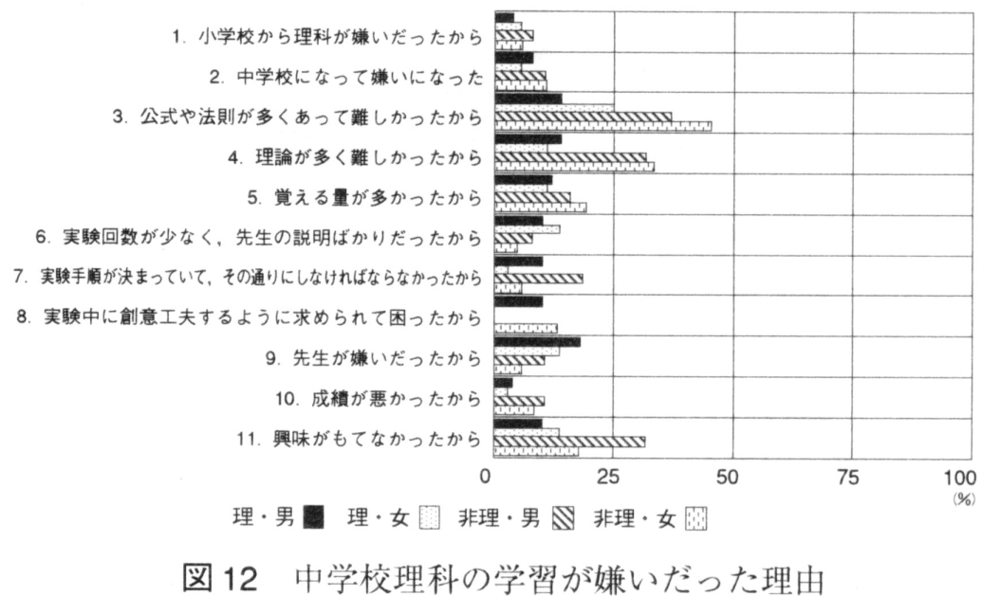 1. 小学校から理科が嫌いだったから
2. 中学校になって嫌いになった
3. 公式や法則が多くあって難しかったから
4. 理論が多く難しかったから
5. 覚える量が多かったから
6. 実験回数が少なく，先生の説明ばかりだったから
7. 実験手順が決まっていて，その通りにしなければならなかったから
8. 実験中に創意工夫するように求められて困ったから
9. 先生が嫌いだったから
10. 成績が悪かったから
11. 興味がもてなかったから
0 25 50 75 100
(%)
理・男 理・女 非理・男 非理・女
図12 中学校理科の学習が嫌いだった理由